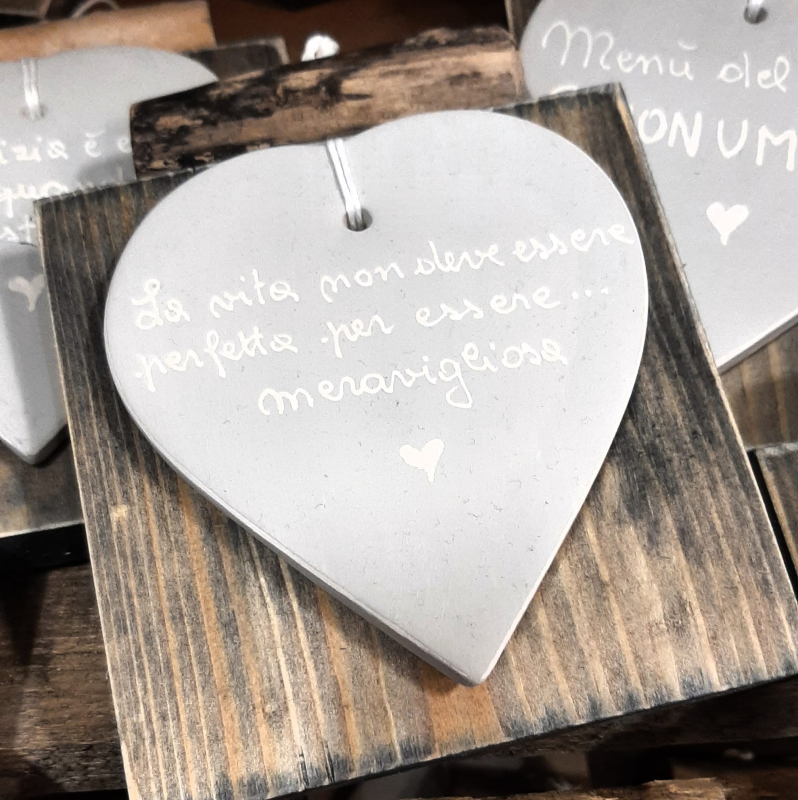 La vita non deve essere
perfetta per essere...
meravigliosa
Menù del
è